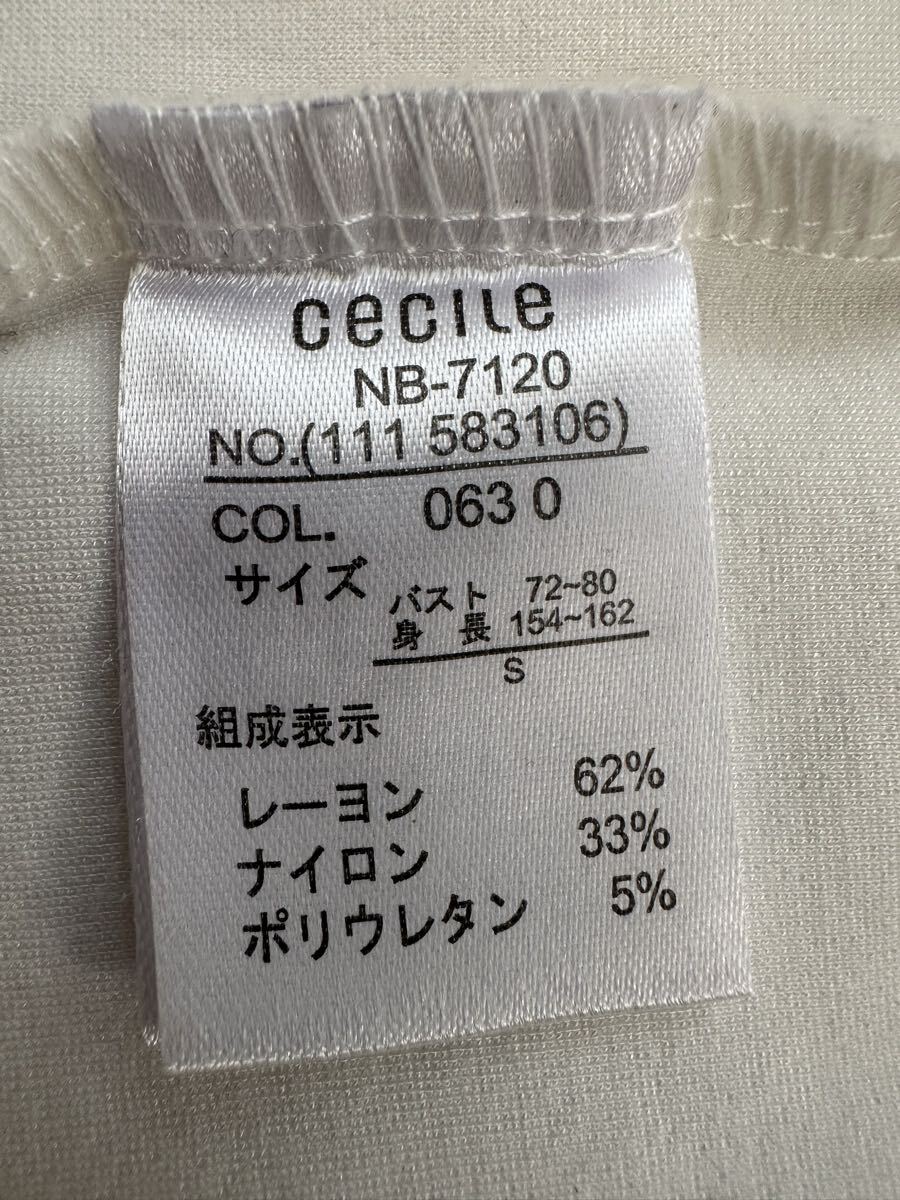 cecile
NB-7120
NO.(111 583106)
COL. 063 0
サイズ バスト 72~80
身長 154~162
S
組成表示
レーヨン 62%
ナイロン 33%
ポリウレタン 5%